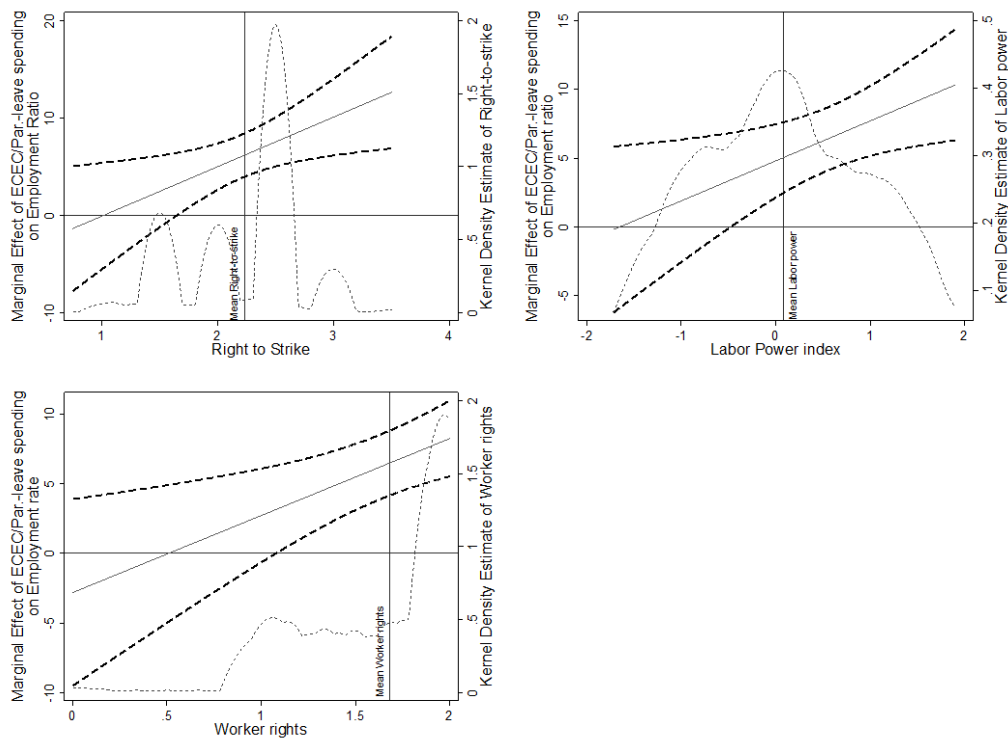 Marginal Effect of ECEC/Par.-leave spending
on Employment Ratio
20
10
0
-10
2
1.5
1
.5
0
Kernel Density Estimate of Right-to-strike
Mean Right-to-strike
1
2
3
4
Right to Strike
Marginal Effect of ECEC/Par.-leave spending
on Employment ratio
15
10
5
0
-5
.5
.4
.3
.2
.1
Kernel Density Estimate of Labor power
Mean Labor power
-2
-1
0
1
2
Labor Power index
Marginal Effect of ECEC/Par.-leave spending
on Employment rate
10
5
0
-5
-10
2
1.5
1
.5
0
Kernel Density Estimate of Worker rights
Mean Worker rights
0
.5
1
1.5
2
Worker rights